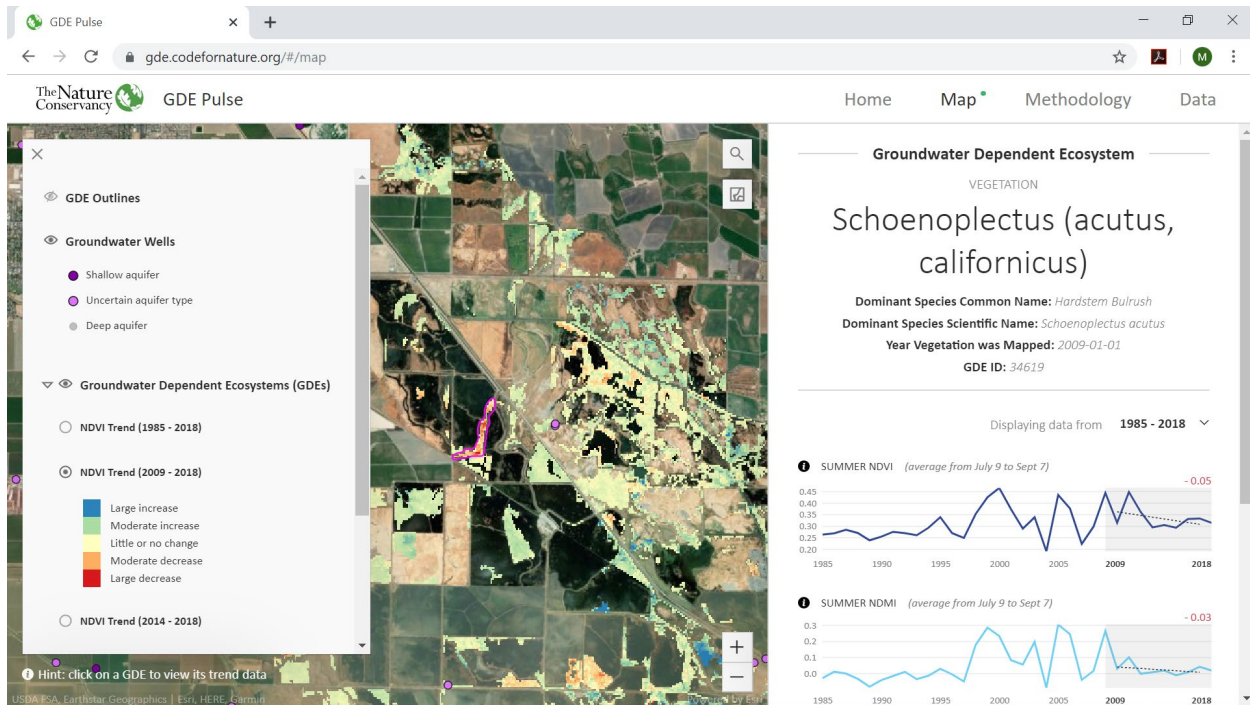 GDE Pulse
gde.codefornature.org/#/map
M
The Nature
Conservancy
GDE Pulse
Home Map Methodology Data
GDE Outlines
Groundwater Wells
Shallow aquifer
Uncertain aquifer type
Deep aquifer
Groundwater Dependent Ecosystems (GDEs)
NDVI Trend (1985 - 2018)
NDVI Trend (2009 - 2018)
Large increase
Moderate increase
Little or no change
Moderate decrease
Large decrease
NDVI Trend (2014 - 2018)
Hint: click on a GDE to view its trend data
USDA FSA, Earthstar Geographics | Esri, HERE, Garmin
Powered by Esri
Groundwater Dependent Ecosystem
VEGETATION
Schoenoplectus (acutus,
californicus)
Dominant Species Common Name: Hardstem Bulrush
Dominant Species Scientific Name: Schoenoplectus acutus
Year Vegetation was Mapped: 2009-01-01
GDE ID: 34619
Displaying data from 1985 - 2018
SUMMER NDVI (average from July 9 to Sept 7)
- 0.05
0.45
0.40
0.35
0.30
0.25
0.20
1985 1990 1995 2000 2005 2009 2018
SUMMER NDMI (average from July 9 to Sept 7)
- 0.03
0.3
0.2
0.1
0.0
1985 1990 1995 2000 2005 2009 2018